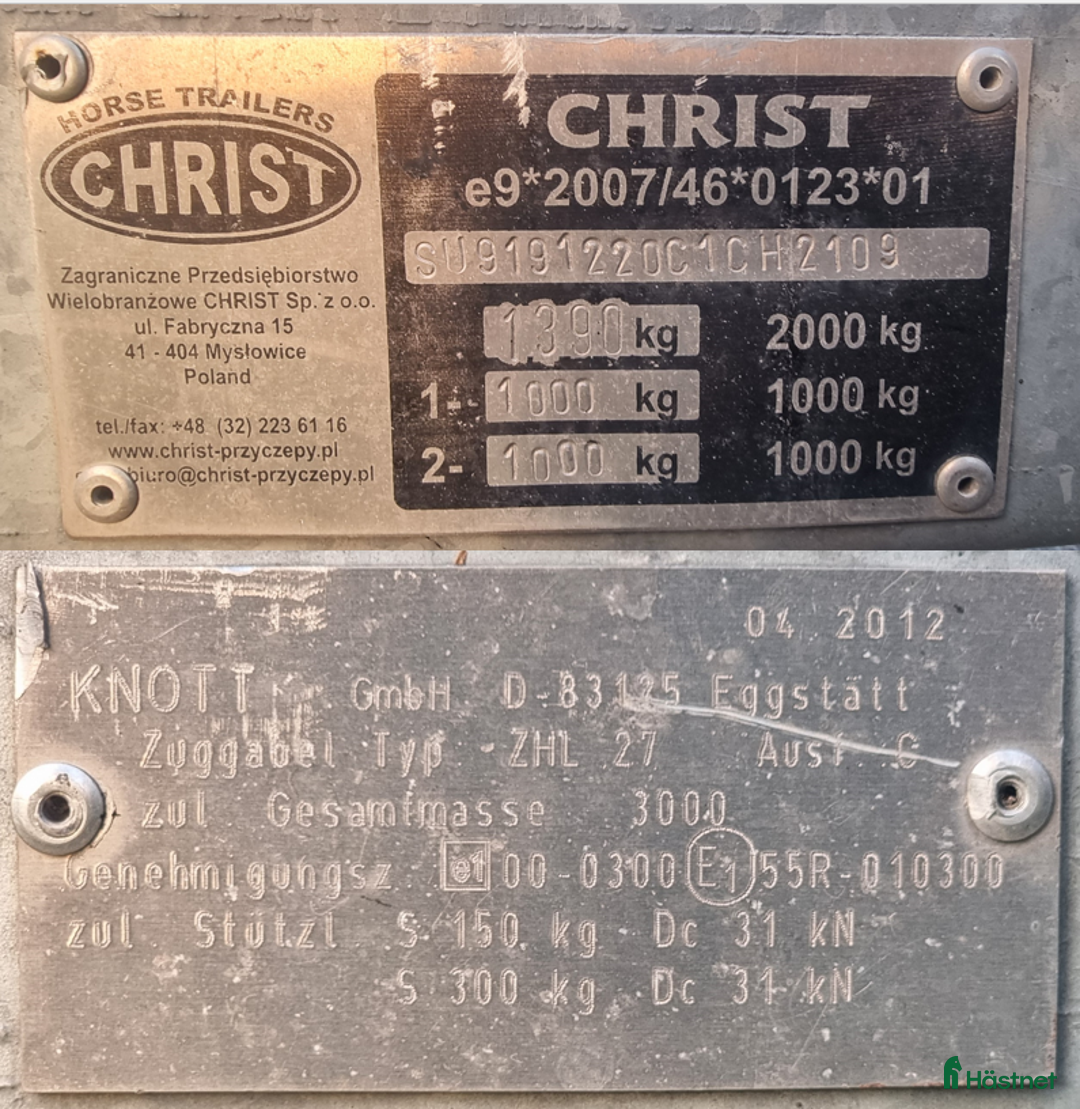 HORSE TRAILERS
CHRIST
Zagraniczne Przedsiębiorstwo
Wielobranżowe CHRIST Sp. z o.o.
ul. Fabryczna 15
41 - 404 Mysłowice
Poland
tel./fax: +48 (32) 223 61 16
www.christ-przyczepy.pl
biuro@christ-przyczepy.pl
CHRIST
e9*2007/46*0123*01
SU9191220C1CH2109
1390 kg 2000 kg
1- 1000 kg 1000 kg
2- 1000 kg 1000 kg
04 2012
KNOTT GmbH D-83125 Eggstätt
Zuggabel Typ ZHL 27 Ausf. C
zul Gesamtmasse 3000
Genehmigungsz e1 00-0300 E1 55R-010300
zul. Stützl. S 150 kg Dc 31 kN
S 300 kg Dc 31 kN
Hästnet